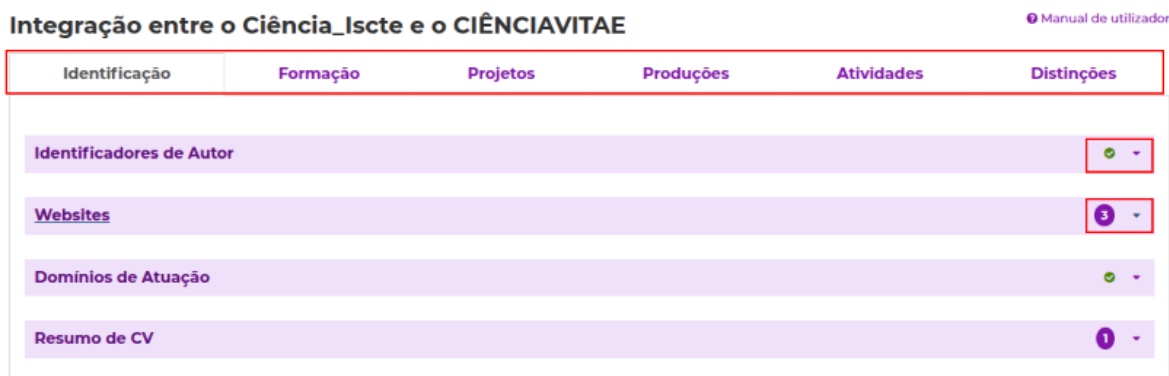 Integração entre o Ciência_Iscte e o CIÊNCIAVITAE
Manual de utilizador
Identificação Formação Projetos Produções Atividades Distinções
Identificadores de Autor
Websites 3
Domínios de Atuação
Resumo de CV 1